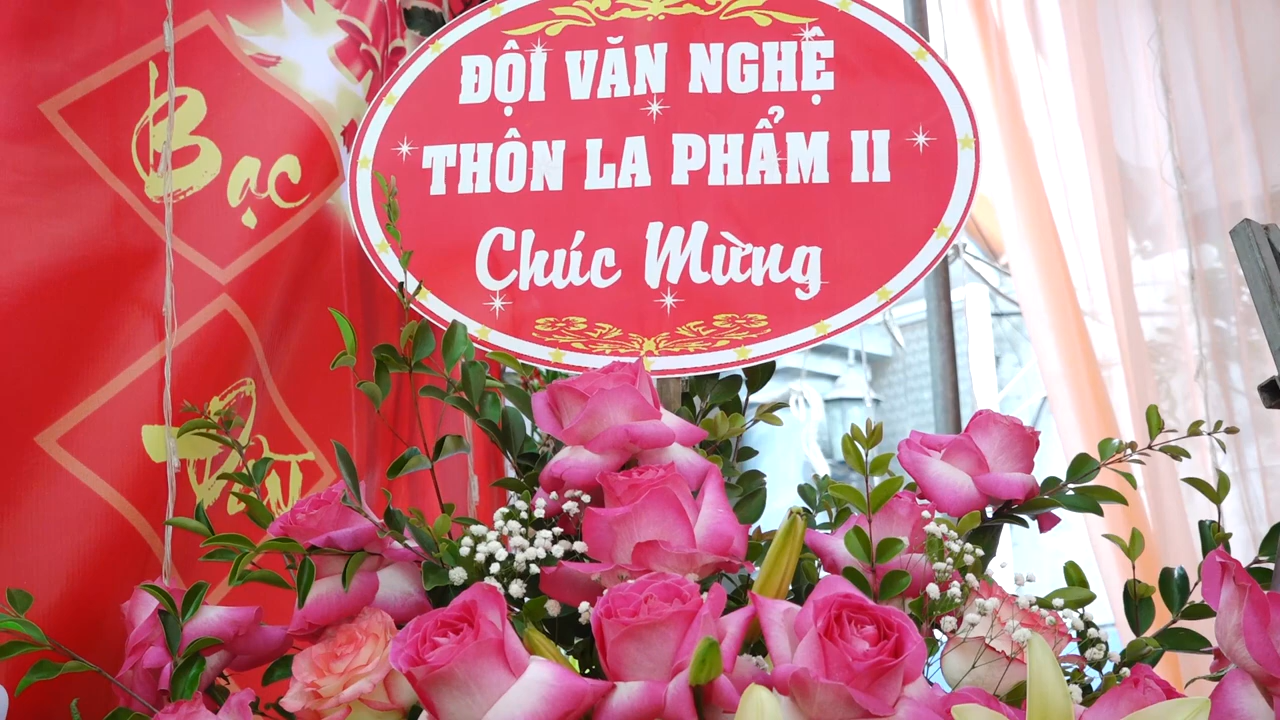 ĐỘI VĂN NGHỆ
THÔN LA PHẨM II
Chúc Mừng
Bạc